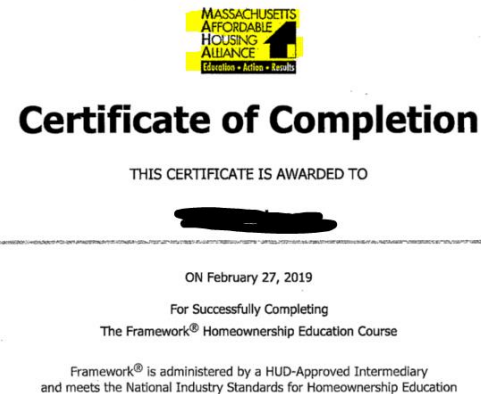 MASSACHUSETTS
AFFORDABLE
HOUSING
ALLIANCE
Education • Action • Results
Certificate of Completion
THIS CERTIFICATE IS AWARDED TO
ON February 27, 2019
For Successfully Completing
The Framework® Homeownership Education Course
Framework® is administered by a HUD-Approved Intermediary
and meets the National Industry Standards for Homeownership Education